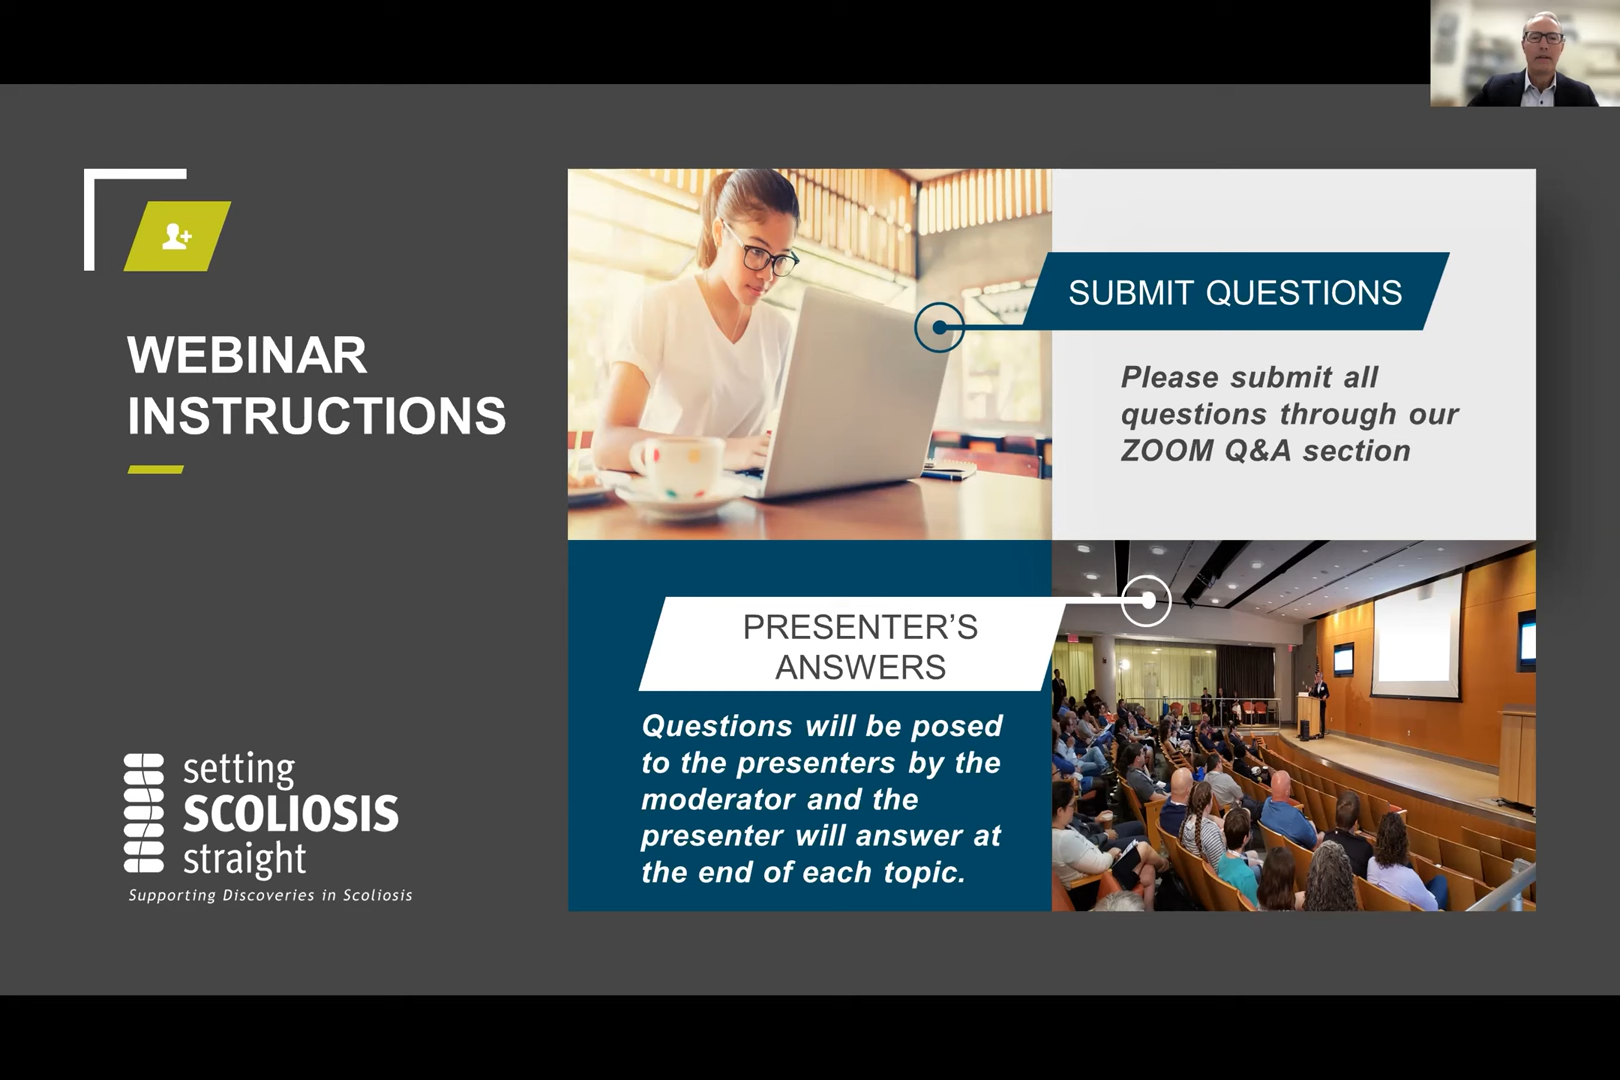 WEBINAR
INSTRUCTIONS
SUBMIT QUESTIONS
Please submit all
questions through our
ZOOM Q&A section
PRESENTER’S
ANSWERS
Questions will be posed
to the presenters by the
moderator and the
presenter will answer at
the end of each topic.
setting
SCOLIOSIS
straight
Supporting Discoveries in Scoliosis